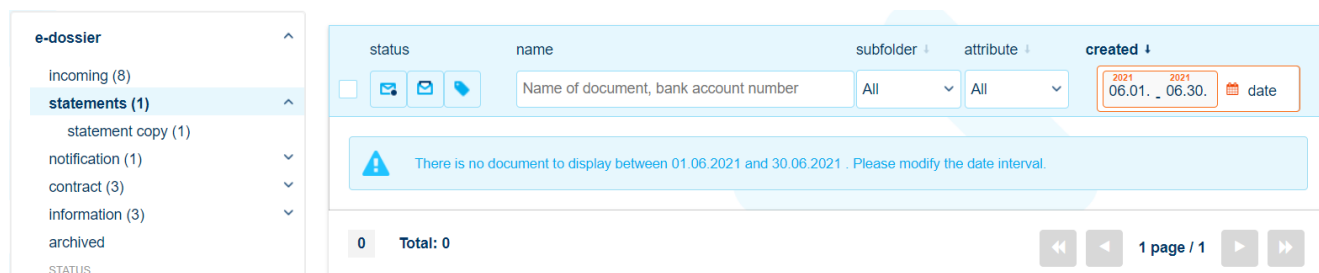 e-dossier
incoming (8)
statements (1)
statement copy (1)
notification (1)
contract (3)
information (3)
archived
STATUS
status name subfolder attribute created
Name of document, bank account number All All 2021 06.01. - 2021 06.30. date
There is no document to display between 01.06.2021 and 30.06.2021 . Please modify the date interval.
0 Total: 0 1 page / 1